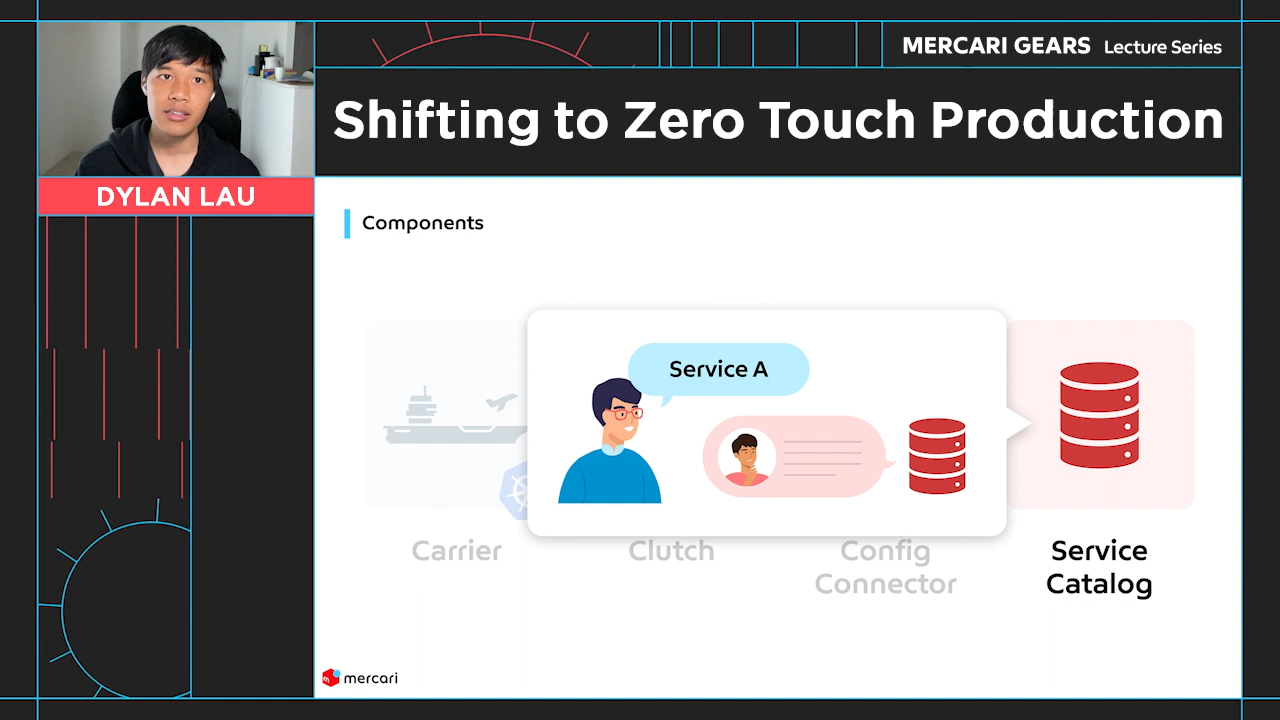 MERCARI GEARS Lecture Series
Shifting to Zero Touch Production
DYLAN LAU
Components
Service A
Carrier
Clutch
Config
Connector
Service
Catalog
mercari